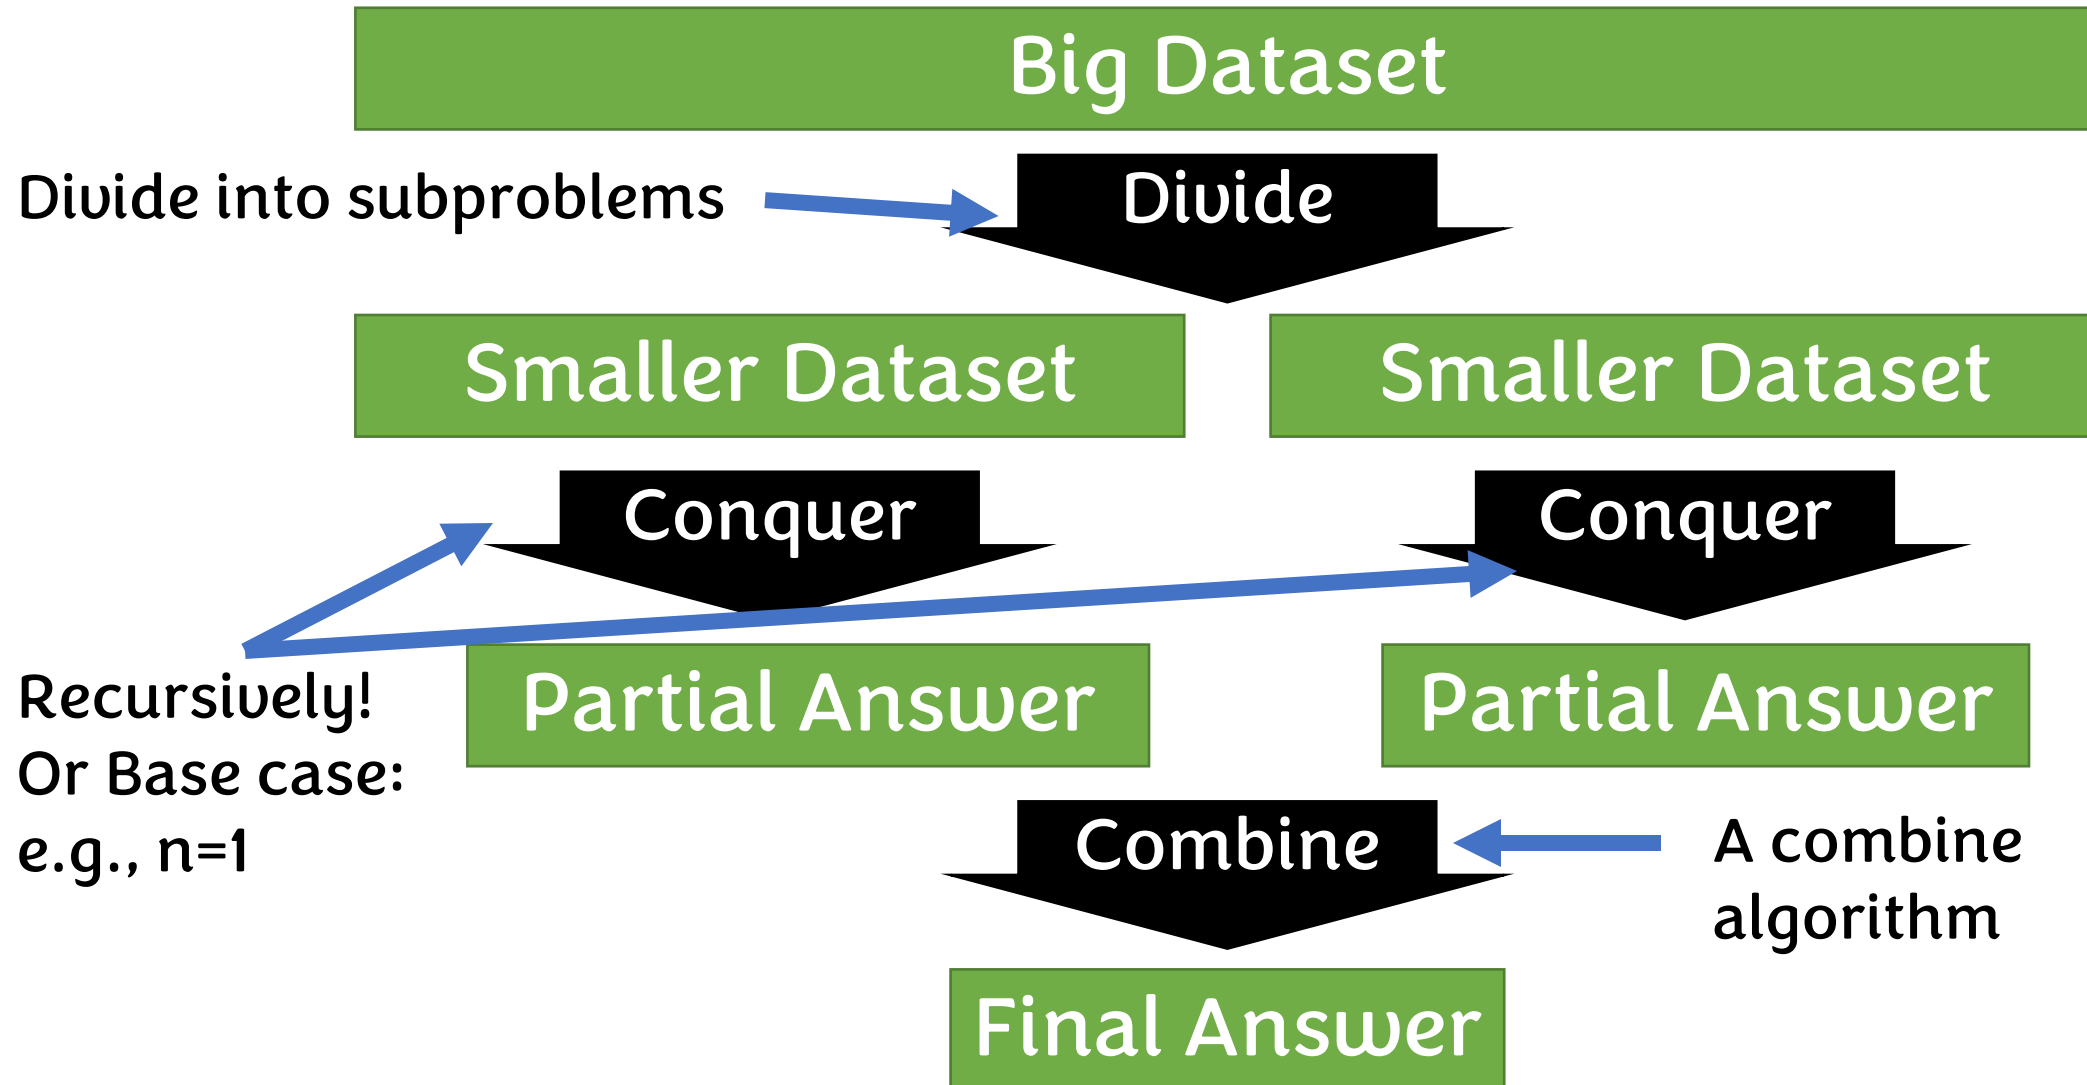 Big Dataset
Divide into subproblems
Divide
Smaller Dataset
Smaller Dataset
Conquer
Conquer
Recursively!
Or Base case:
e.g., n=1
Partial Answer
Partial Answer
Combine
A combine
algorithm
Final Answer